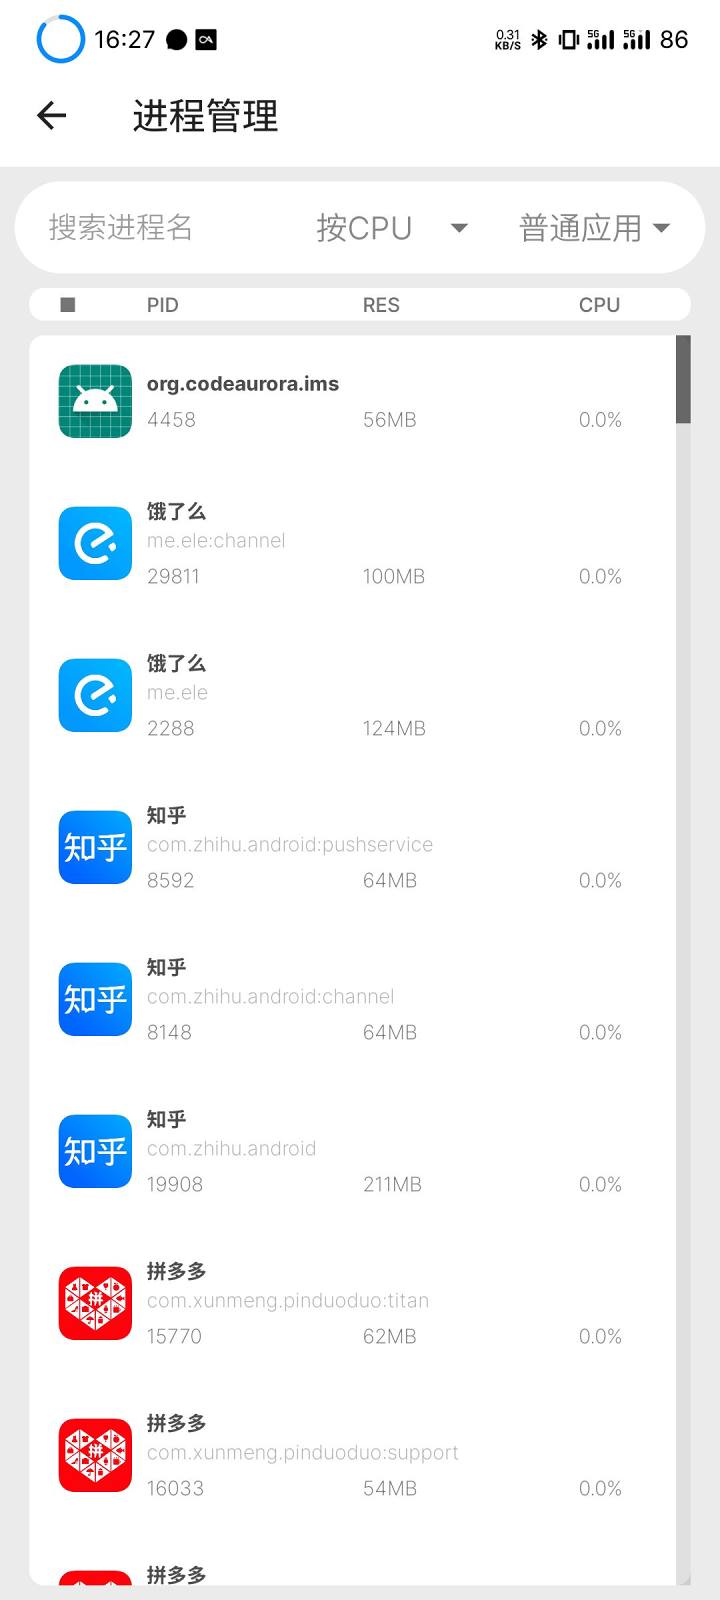 16:27
0.31
KB/S
5G
5G
86
进程管理
搜索进程名
按CPU
普通应用
PID RES CPU
org.codeaurora.ims
4458 56MB 0.0%
饿了么
me.ele:channel
29811 100MB 0.0%
饿了么
me.ele
2288 124MB 0.0%
知乎
知乎
com.zhihu.android:pushservice
8592 64MB 0.0%
知乎
知乎
com.zhihu.android:channel
8148 64MB 0.0%
知乎
知乎
com.zhihu.android
19908 211MB 0.0%
拼
拼多多
com.xunmeng.pinduoduo:titan
15770 62MB 0.0%
拼
拼多多
com.xunmeng.pinduoduo:support
16033 54MB 0.0%
拼多多